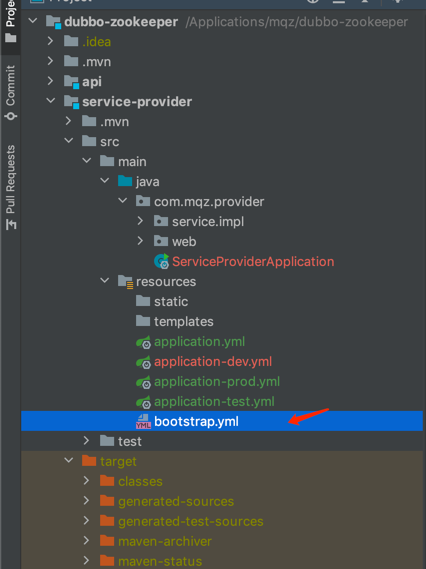 Project
dubbo-zookeeper /Applications/mqz/dubbo-zookeeper
.idea
.mvn
api
service-provider
.mvn
src
main
java
com.mqz.provider
service.impl
web
ServiceProviderApplication
resources
static
templates
application.yml
application-dev.yml
application-prod.yml
application-test.yml
YML bootstrap.yml
test
target
classes
generated-sources
generated-test-sources
maven-archiver
maven-status
Commit
Pull Requests